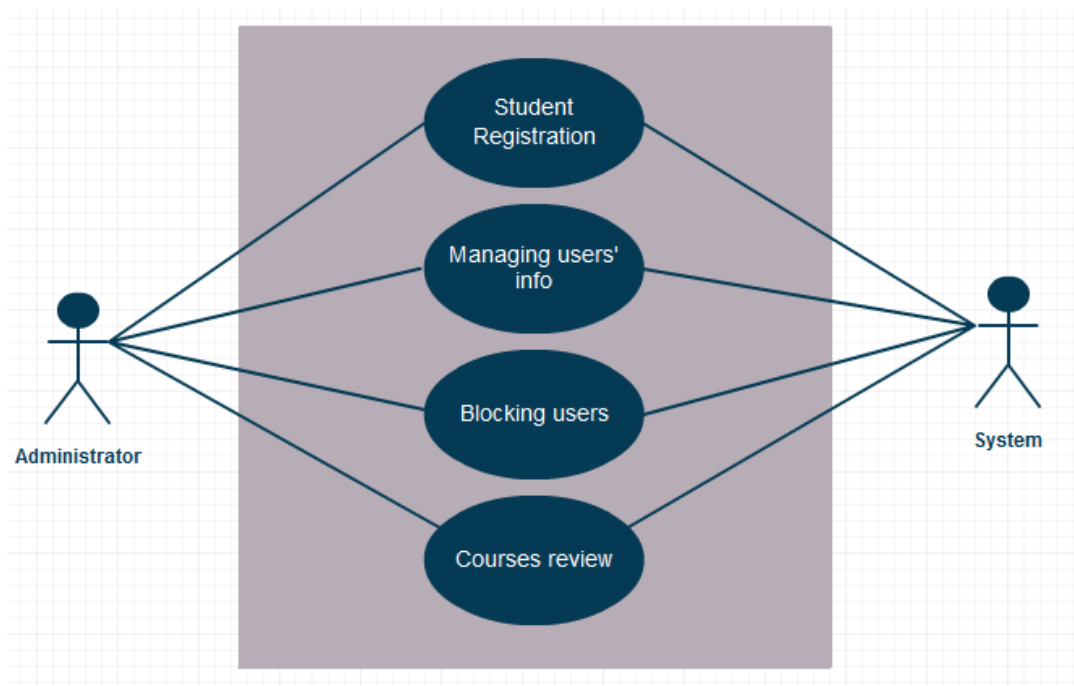 Student
Registration
Managing users'
info
Blocking users
Courses review
Administrator
System